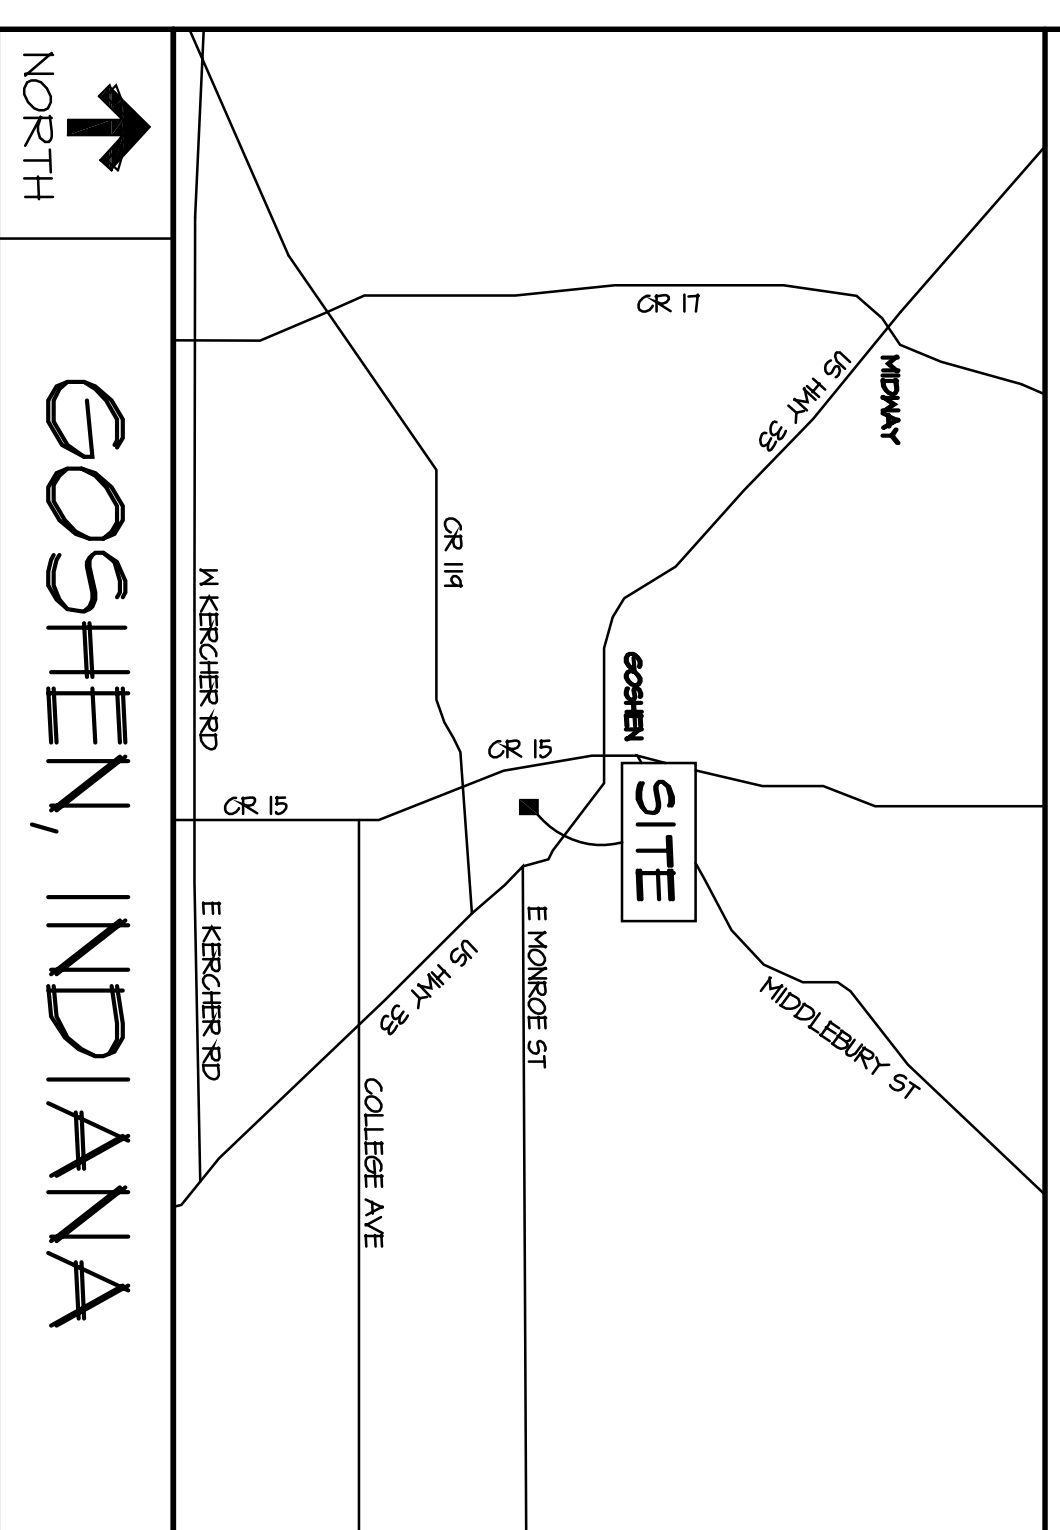 CR 17
MIDWAY
US HWY 33
CR 119
GOSHEN
W KERCHER RD
CR 15
CR 15
SITE
E MONROE ST
E KERCHER RD
US HWY 33
MIDDLEBURY ST
COLLEGE AVE
NORTH
GOSHEN, INDIANA